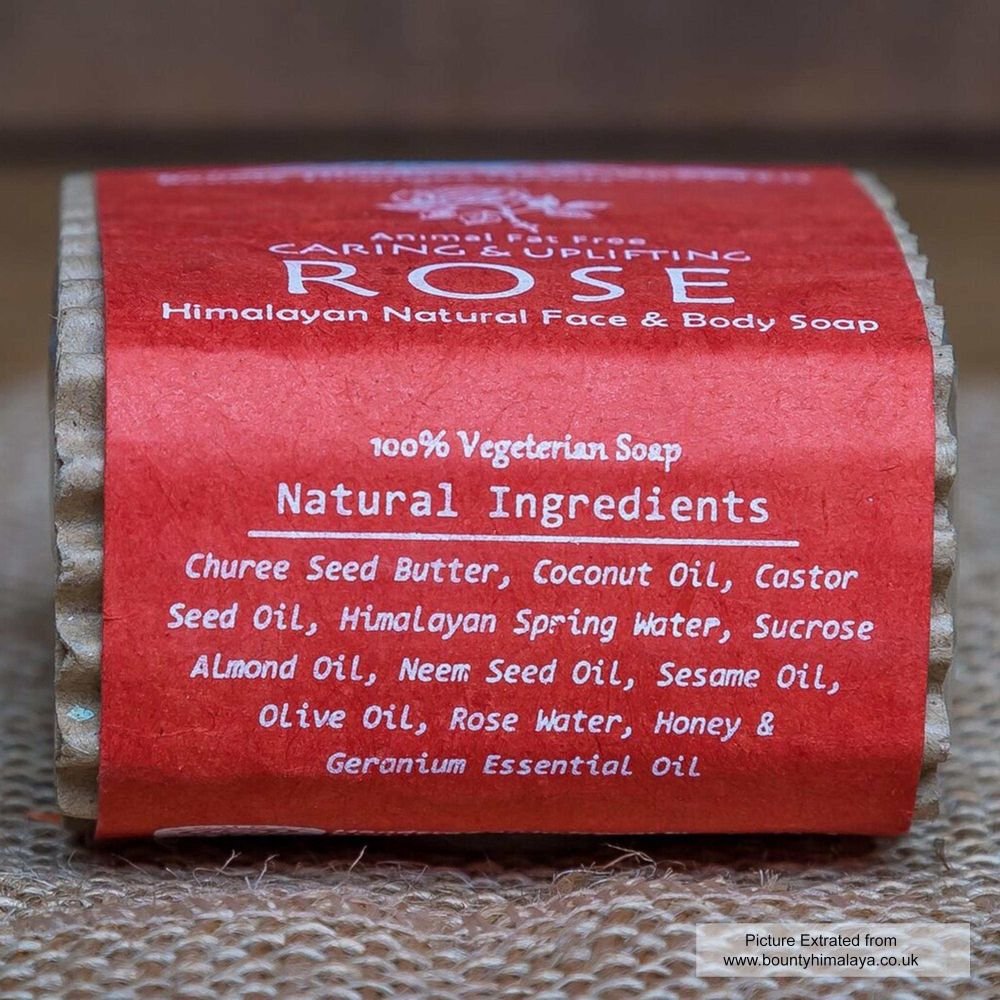 Animal Fat Free
CARING & UPLIFTING
ROSE
Himalayan Natural Face & Body Soap
100% Vegeterian Soap
Natural Ingredients
Churee Seed Butter, Coconut Oil, Castor
Seed Oil, Himalayan Spring Water, Sucrose
Almond Oil, Neem Seed Oil, Sesame Oil,
Olive Oil, Rose Water, Honey &
Geranium Essential Oil
Picture Extrated from
www.bountyhimalaya.co.uk